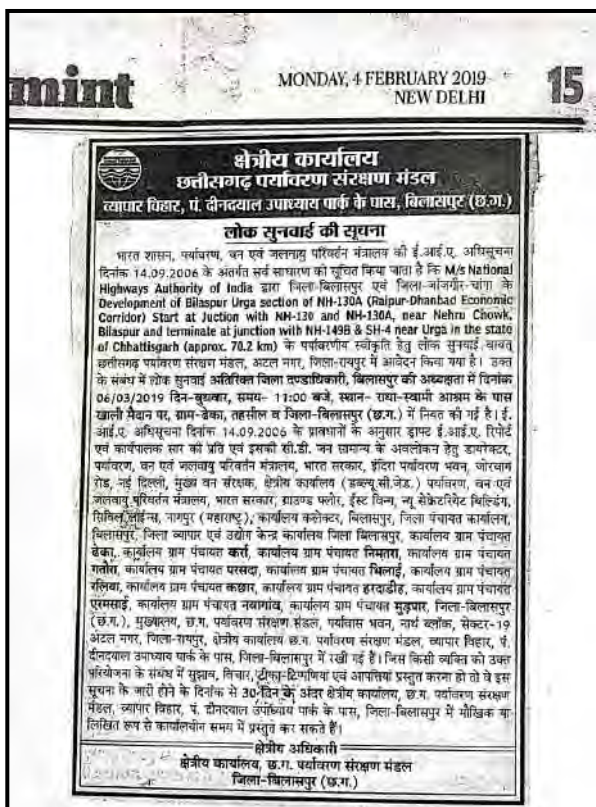 mint
MONDAY, 4 FEBRUARY 2019
NEW DELHI
15
क्षेत्रीय कार्यालय
छत्तीसगढ़ पर्यावरण संरक्षण मंडल
व्यापार विहार, पं. दीनदयाल उपाध्याय पार्क के पास, बिलासपुर (छ.ग.)
लोक सुनवाई की सूचना
भारत शासन, पर्यावरण, वन एवं जलवायु परिवर्तन मंत्रालय की ई.आई.ए. अधिसूचना
दिनांक 14.09.2006 के अंतर्गत सर्व साधारण को सूचित किया जाता है कि M/s National
Highways Authority of India द्वारा जिला-बिलासपुर एवं जिला-जांजगीर-चांपा के
Development of Bilaspur Urga section of NH-130A (Raipur-Dhanbad Economic
Corridor) Start at Juction with NH-130 and NH-130A, near Nehru Chowk,
Bilaspur and terminate at junction with NH-149B & SH-4 near Urga in the state
of Chhattisgarh (approx. 70.2 km) के पर्यावरणीय स्वीकृति हेतु लोक सुनवाई बाबत्
छत्तीसगढ़ पर्यावरण संरक्षण मंडल, अटल नगर, जिला-रायपुर में आवेदन किया गया है। उक्त
के संबंध में लोक सुनवाई अतिरिक्त जिला दण्डाधिकारी, बिलासपुर की अध्यक्षता में दिनांक
06/03/2019 दिन-बुधवार, समय- 11:00 बजे, स्थान- राधा-स्वामी आश्रम के पास
खाली मैदान पर, ग्राम-ढेका, तहसील व जिला-बिलासपुर (छ.ग.) में नियत की गई है। ई.
आई.ए. अधिसूचना दिनांक 14.09.2006 के प्रावधानों के अनुसार ड्राफ्ट ई.आई.ए. रिपोर्ट
एवं कार्यपालक सार की प्रति एवं इसकी सी.डी. जन सामान्य के अवलोकन हेतु डायरेक्टर,
पर्यावरण, वन एवं जलवायु परिवर्तन मंत्रालय, भारत सरकार, इंदिरा पर्यावरण भवन, जोरबाग
रोड, नई दिल्ली, मुख्य वन संरक्षक, क्षेत्रीय कार्यालय (डब्ल्यू.सी.जेड.) पर्यावरण, वन एवं
जलवायु परिवर्तन मंत्रालय, भारत सरकार, ग्राउण्ड फ्लोर, ईस्ट विन्ग, न्यू सेक्रेटरियेट बिल्डिंग,
सिविल लाईन्स, नागपुर (महाराष्ट्र), कार्यालय कलेक्टर, बिलासपुर, जिला पंचायत कार्यालय,
बिलासपुर, जिला व्यापार एवं उद्योग केन्द्र कार्यालय जिला बिलासपुर, कार्यालय ग्राम पंचायत
ढेका, कार्यालय ग्राम पंचायत कर्रा, कार्यालय ग्राम पंचायत निमतरा, कार्यालय ग्राम पंचायत
गतौरा, कार्यालय ग्राम पंचायत परसदा, कार्यालय ग्राम पंचायत भिलाई, कार्यालय ग्राम पंचायत
रलिया, कार्यालय ग्राम पंचायत कछार, कार्यालय ग्राम पंचायत हरदाडीह, कार्यालय ग्राम पंचायत
एरमसाई, कार्यालय ग्राम पंचायत नवागांव, कार्यालय ग्राम पंचायत मुड़पार, जिला-बिलासपुर
(छ.ग.), मुख्यालय, छ.ग. पर्यावरण संरक्षण मंडल, पर्यावास भवन, नार्थ ब्लॉक, सेक्टर-19
अटल नगर, जिला-रायपुर, क्षेत्रीय कार्यालय छ.ग. पर्यावरण संरक्षण मंडल, व्यापार विहार, पं.
दीनदयाल उपाध्याय पार्क के पास, जिला-बिलासपुर में रखी गई है। जिस किसी व्यक्ति को उक्त
परियोजना के संबंध में सुझाव, विचार, टीका-टिप्पणियां एवं आपत्तियां प्रस्तुत करना हो तो वे इस
सूचना के जारी होने के दिनांक से 30 दिन के अंदर क्षेत्रीय कार्यालय, छ.ग. पर्यावरण संरक्षण
मंडल, व्यापार विहार, पं. दीनदयाल उपाध्याय पार्क के पास, जिला-बिलासपुर में मौखिक या
लिखित रूप से कार्यालयीन समय में प्रस्तुत कर सकते हैं।
क्षेत्रीय अधिकारी
क्षेत्रीय कार्यालय, छ.ग. पर्यावरण संरक्षण मंडल
जिला-बिलासपुर (छ.ग.)